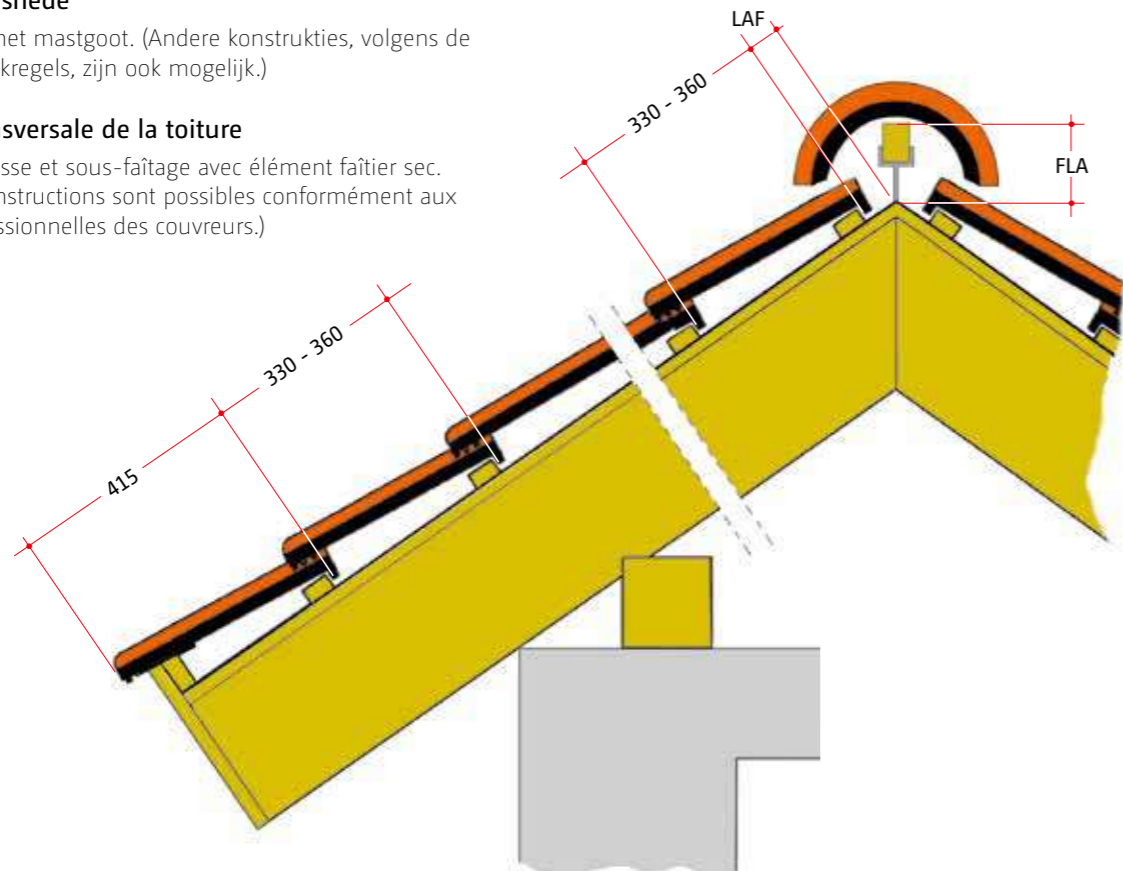 snede
met mastgoot. (Andere konstrukties, volgens de
kregels, zijn ook mogelijk.)
nsversale de la toiture
sse et sous-faîtage avec élément faîtier sec.
nstructions sont possibles conformément aux
ssionnelles des couvreurs.)
LAF
330 - 360
FLA
330 - 360
415